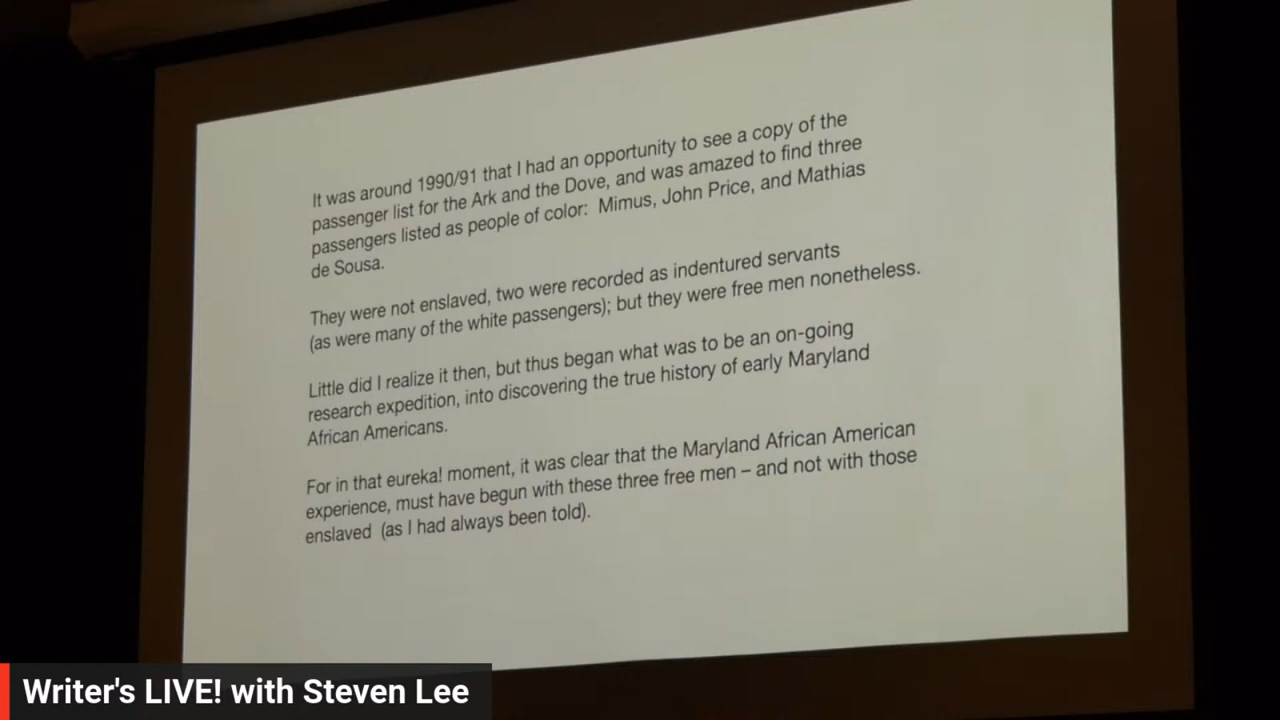 It was around 1990/91 that I had an opportunity to see a copy of the
passenger list for the Ark and the Dove, and was amazed to find three
passengers listed as people of color:  Mimus, John Price, and Mathias
de Sousa.
They were not enslaved, two were recorded as indentured servants
(as were many of the white passengers); but they were free men nonetheless.
Little did I realize it then, but thus began what was to be an on-going
research expedition, into discovering the true history of early Maryland
African Americans.
For in that eureka! moment, it was clear that the Maryland African American
experience, must have begun with these three free men – and not with those
enslaved  (as I had always been told).
Writer's LIVE! with Steven Lee